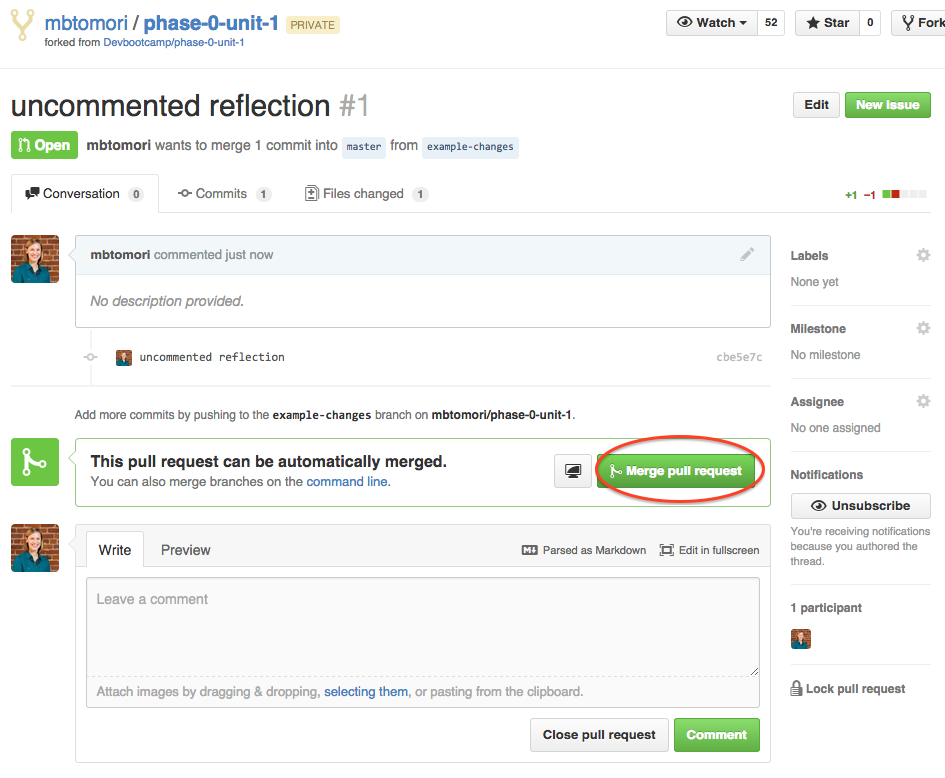 mbtomori / phase-0-unit-1 PRIVATE
forked from Devbootcamp/phase-0-unit-1
Watch 52 Star 0 Fork
uncommented reflection #1
Edit New Issue
Open mbtomori wants to merge 1 commit into master from example-changes
Conversation 0 Commits 1 Files changed 1 +1 −1
mbtomori commented just now
No description provided.
uncommented reflection cbe5e7c
Add more commits by pushing to the example-changes branch on mbtomori/phase-0-unit-1.
This pull request can be automatically merged.
You can also merge branches on the command line.
Merge pull request
Write Preview Parsed as Markdown Edit in fullscreen
Leave a comment
Attach images by dragging & dropping, selecting them, or pasting from the clipboard.
Close pull request Comment
Labels
None yet
Milestone
No milestone
Assignee
No one assigned
Notifications
Unsubscribe
You're receiving notifications
because you authored the
thread.
1 participant
Lock pull request